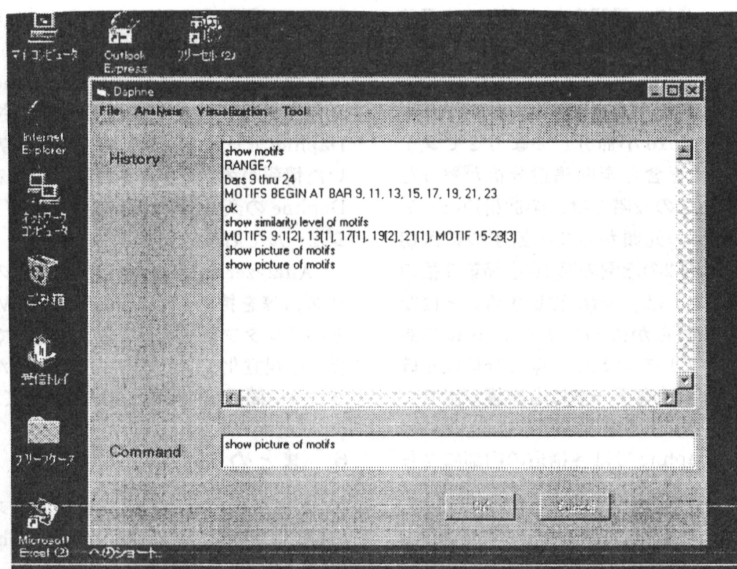 マイ コンピュータ
Outlook
Express
フリーセル (2)
Daphne
File Analysis Visualization Tool
Internet
Explorer
History
show motifs
RANGE?
bars 9 thru 24
MOTIFS BEGIN AT BAR 9, 11, 13, 15, 17, 19, 21, 23
ok
show similarity level of motifs
MOTIFS 9-1[2], 13[1], 17[1], 19[2], 21[1], MOTIF 15-23[3]
show picture of motifs
show picture of motifs
ネットワーク
コンピュータ
ごみ箱
受信トレイ
ブリーフケース
Command
show picture of motifs
OK
Cancel
Microsoft
Excel (2)
へのショート...